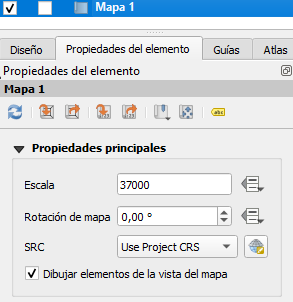 Mapa 1
Diseño Propiedades del elemento Guías Atlas
Propiedades del elemento
Mapa 1
Propiedades principales
Escala 37000
Rotación de mapa 0,00 °
SRC Use Project CRS
Dibujar elementos de la vista del mapa